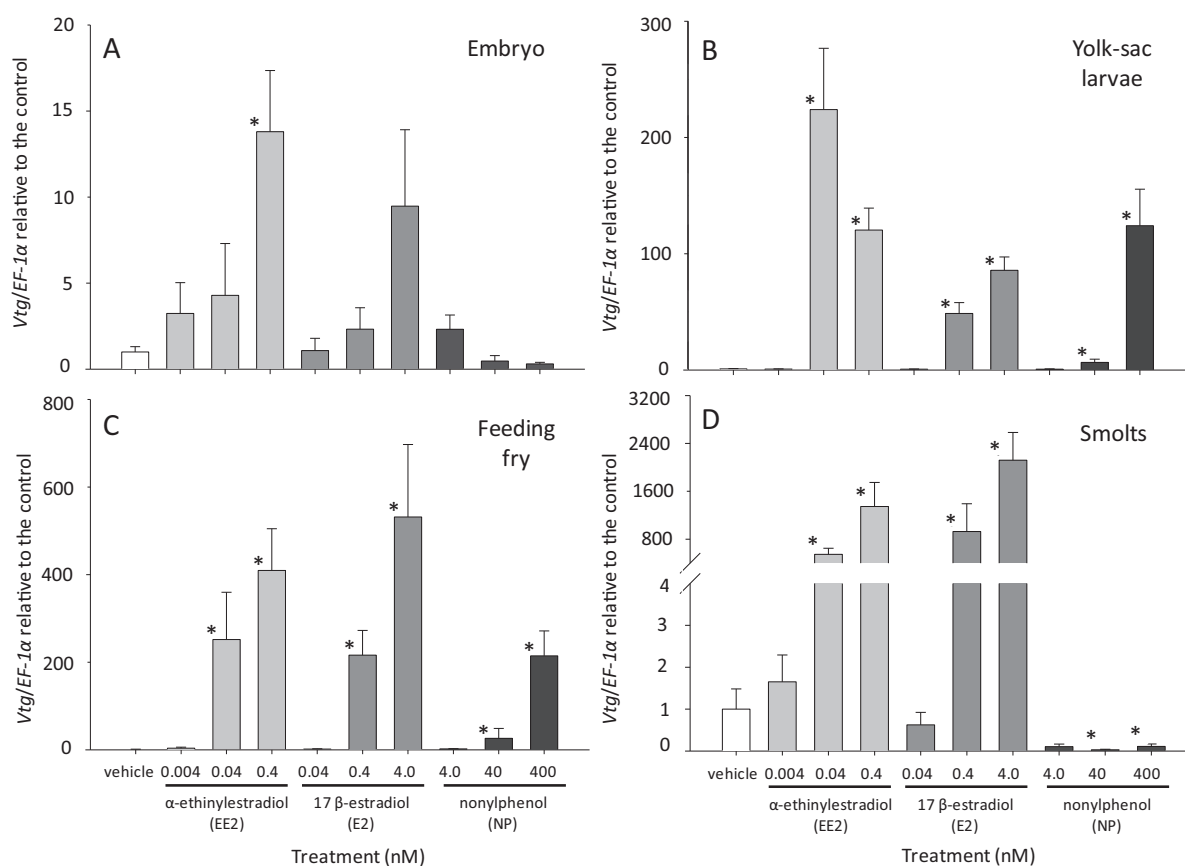 A
Embryo
Vtg/EF-1α relative to the control
20
15
10
5
0
*
B
Yolk-sac
larvae
Vtg/EF-1α relative to the control
300
200
100
0
*
*
*
*
*
*
C
Feeding
fry
Vtg/EF-1α relative to the control
800
600
400
200
0
*
*
*
*
*
*
vehicle 0.004 0.04 0.4 0.04 0.4 4.0 4.0 40 400
α-ethinylestradiol 17 β-estradiol nonylphenol
(EE2) (E2) (NP)
Treatment (nM)
D
Smolts
Vtg/EF-1α relative to the control
3200
2400
1600
800
4
3
2
1
0
*
*
*
*
*
*
vehicle 0.004 0.04 0.4 0.04 0.4 4.0 4.0 40 400
α-ethinylestradiol 17 β-estradiol nonylphenol
(EE2) (E2) (NP)
Treatment (nM)